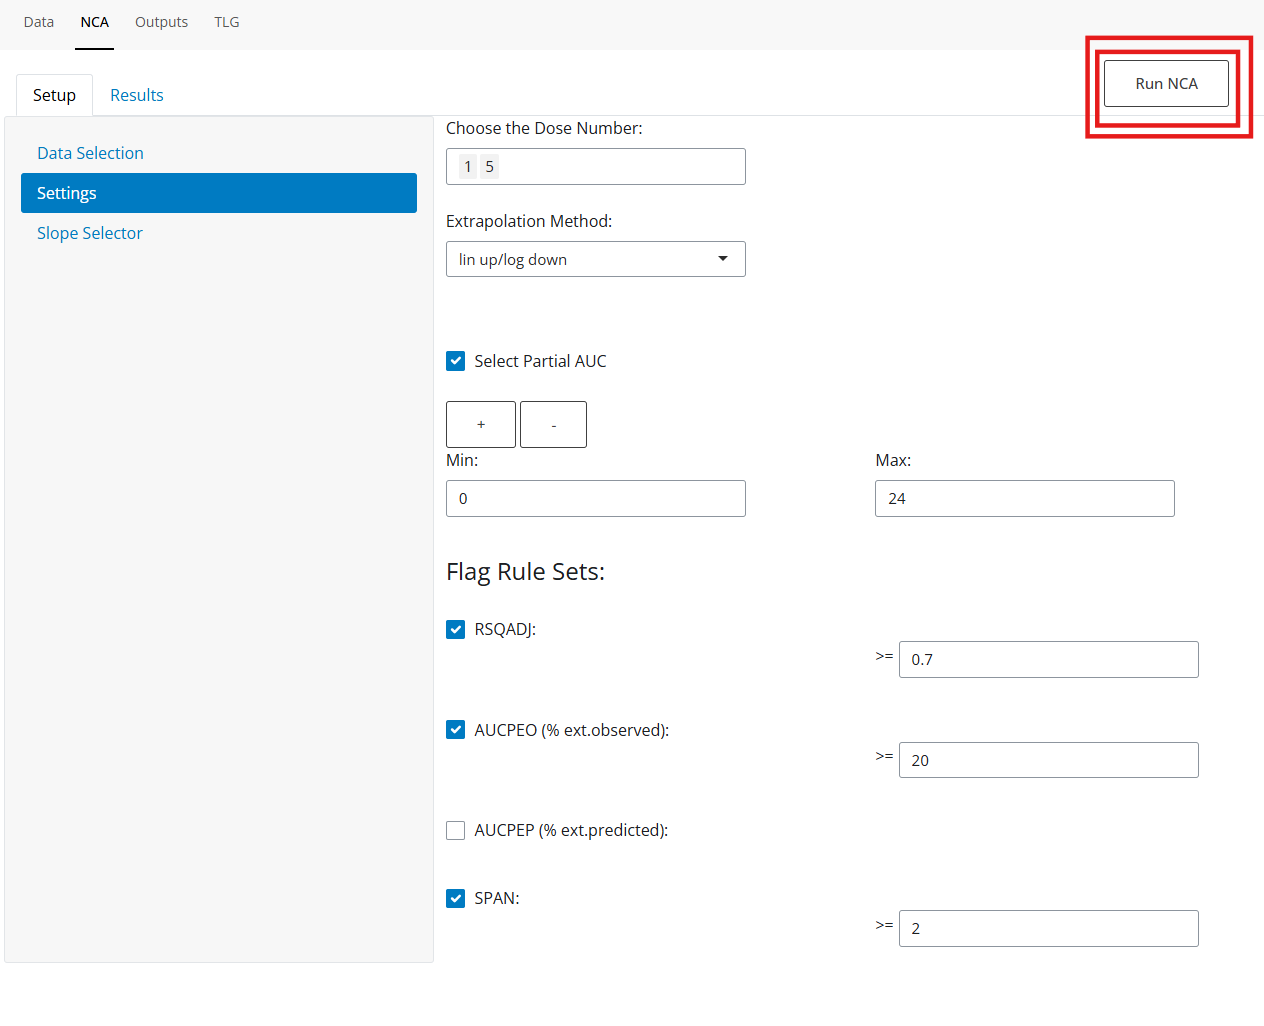 Data NCA Outputs TLG
Run NCA
Setup Results
Data Selection
Settings
Slope Selector
Choose the Dose Number:
1 5
Extrapolation Method:
lin up/log down
Select Partial AUC
+ -
Min: Max:
0 24
Flag Rule Sets:
RSQADJ:
>= 0.7
AUCPEO (% ext.observed):
>= 20
AUCPEP (% ext.predicted):
SPAN:
>= 2